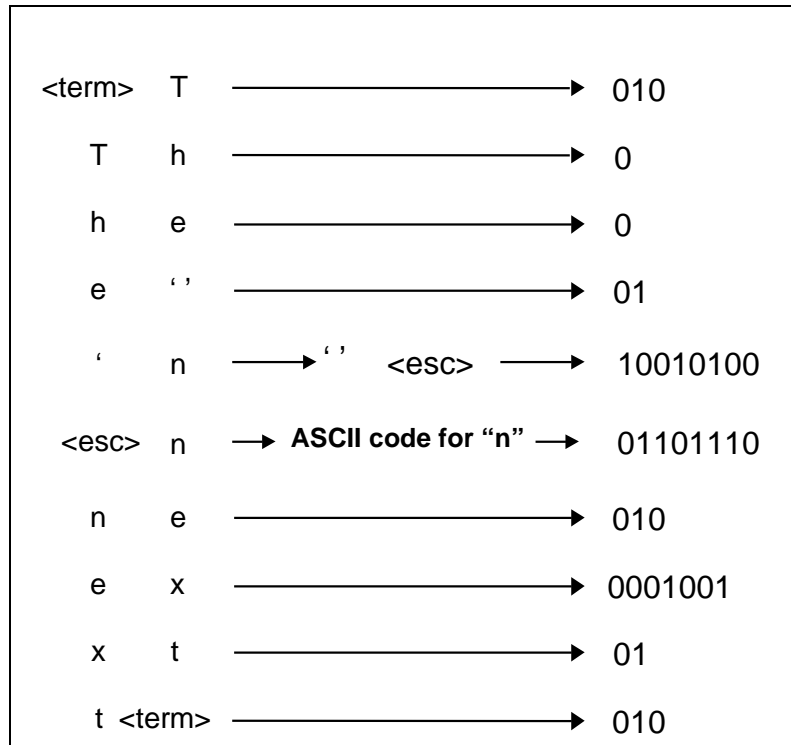 <term> T 010
T h 0
h e 0
e ‘ ’ 01
‘ n ‘ ’ <esc> 10010100
<esc> n ASCII code for “n” 01101110
n e 010
e x 0001001
x t 01
t <term> 010